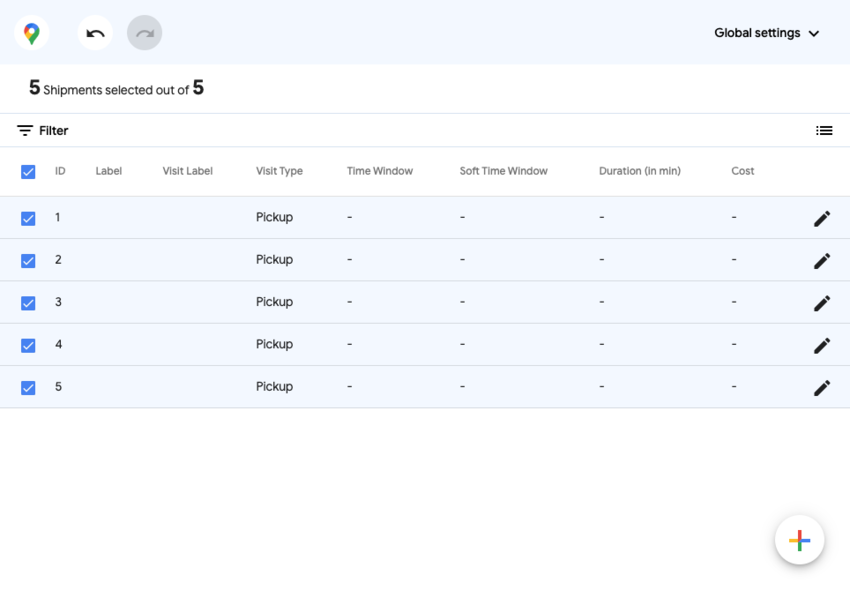 Global settings
5 Shipments selected out of 5
Filter
ID Label Visit Label Visit Type Time Window Soft Time Window Duration (in min) Cost
1 Pickup - - - -
2 Pickup - - - -
3 Pickup - - - -
4 Pickup - - - -
5 Pickup - - - -